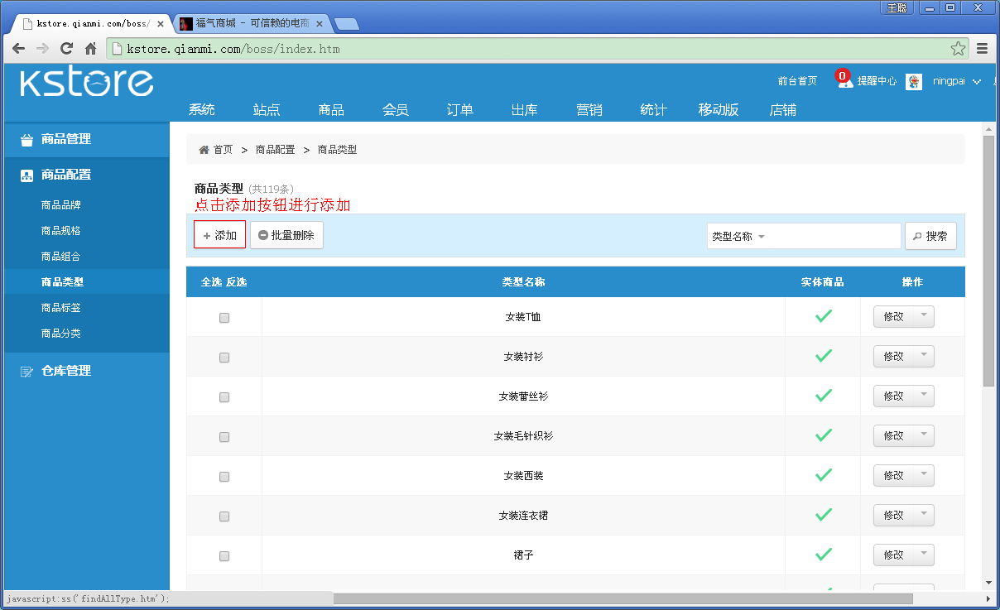 王聪
kstore.qianmi.com/boss/
福气商城 - 可信赖的电商
kstore.qianmi.com/boss/index.htm
kstore
前台首页 0 提醒中心 ningpai
系统 站点 商品 会员 订单 出库 营销 统计 移动版 店铺
商品管理
商品配置
商品品牌
商品规格
商品组合
商品类型
商品标签
商品分类
仓库管理
首页 > 商品配置 > 商品类型
商品类型 (共119条)
点击添加按钮进行添加
+ 添加 批量删除 类型名称 搜索
全选 反选 类型名称 实体商品 操作
女装T恤 修改
女装衬衫 修改
女装蕾丝衫 修改
女装毛针织衫 修改
女装西装 修改
女装连衣裙 修改
裙子 修改
javascript:ss('findAllType.htm');